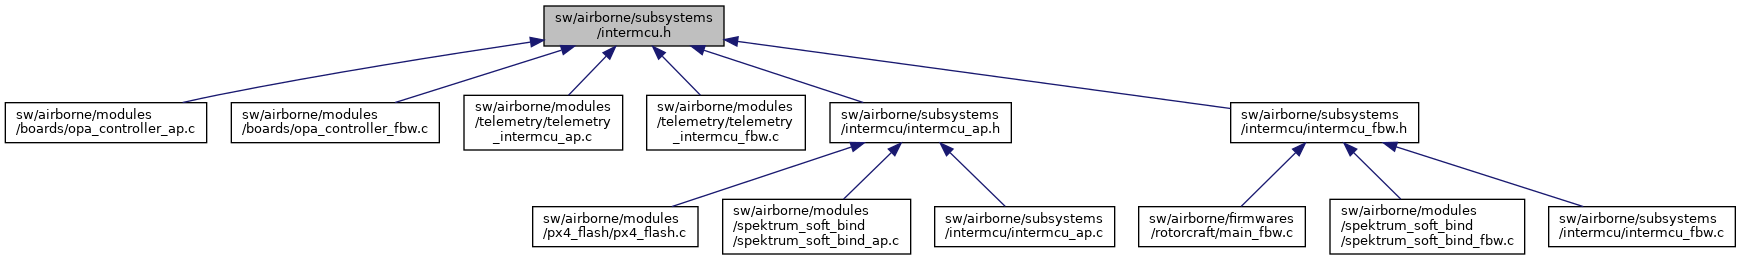 sw/airborne/subsystems
/intermcu.h
sw/airborne/modules
/boards/opa_controller_ap.c
sw/airborne/modules
/boards/opa_controller_fbw.c
sw/airborne/modules
/telemetry/telemetry
_intermcu_ap.c
sw/airborne/modules
/telemetry/telemetry
_intermcu_fbw.c
sw/airborne/subsystems
/intermcu/intermcu_ap.h
sw/airborne/subsystems
/intermcu/intermcu_fbw.h
sw/airborne/modules
/px4_flash/px4_flash.c
sw/airborne/modules
/spektrum_soft_bind
/spektrum_soft_bind_ap.c
sw/airborne/subsystems
/intermcu/intermcu_ap.c
sw/airborne/firmwares
/rotorcraft/main_fbw.c
sw/airborne/modules
/spektrum_soft_bind
/spektrum_soft_bind_fbw.c
sw/airborne/subsystems
/intermcu/intermcu_fbw.c